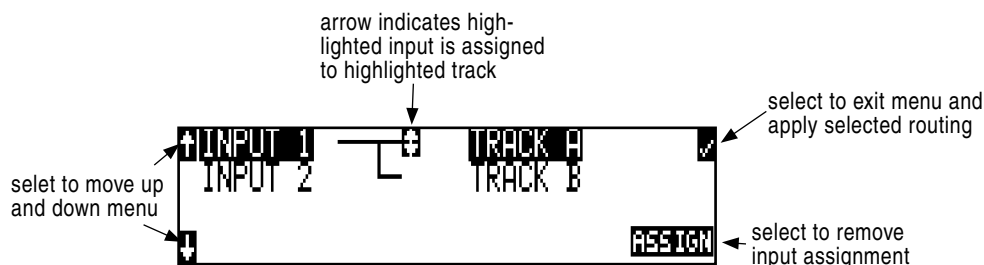 arrow indicates high-
lighted input is assigned
to highlighted track
select to exit menu and
apply selected routing
INPUT 1
TRACK A
INPUT 2
TRACK B
selet to move up
and down menu
ASSIGN
select to remove
input assignment